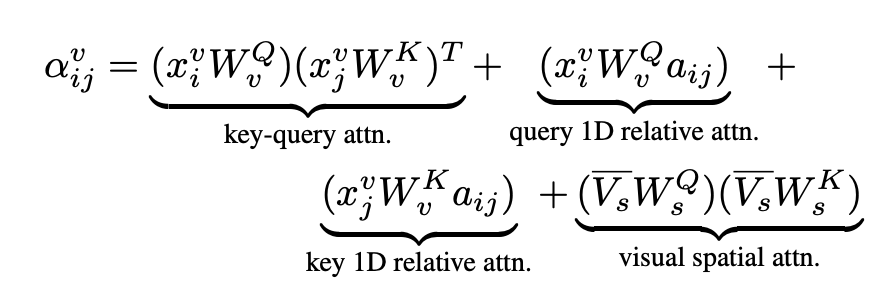 α^v_{ij} = (x^v_i W^Q_v)(x^v_j W^K_v)^T + (x^v_i W^Q_v a_{ij}) +
key-query attn. query 1D relative attn.
(x^v_j W^K_v a_{ij}) + (\overline{V_s} W^Q_s)(\overline{V_s} W^K_s)
key 1D relative attn. visual spatial attn.